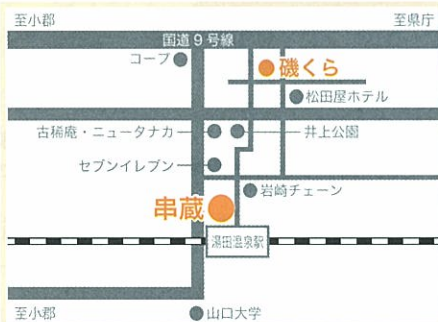 至小郡
至県庁
国道9号線
コープ
磯くら
松田屋ホテル
古稀庵・ニュータナカ
井上公園
セブンイレブン
岩崎チェーン
串蔵
湯田温泉駅
至小郡
山口大学